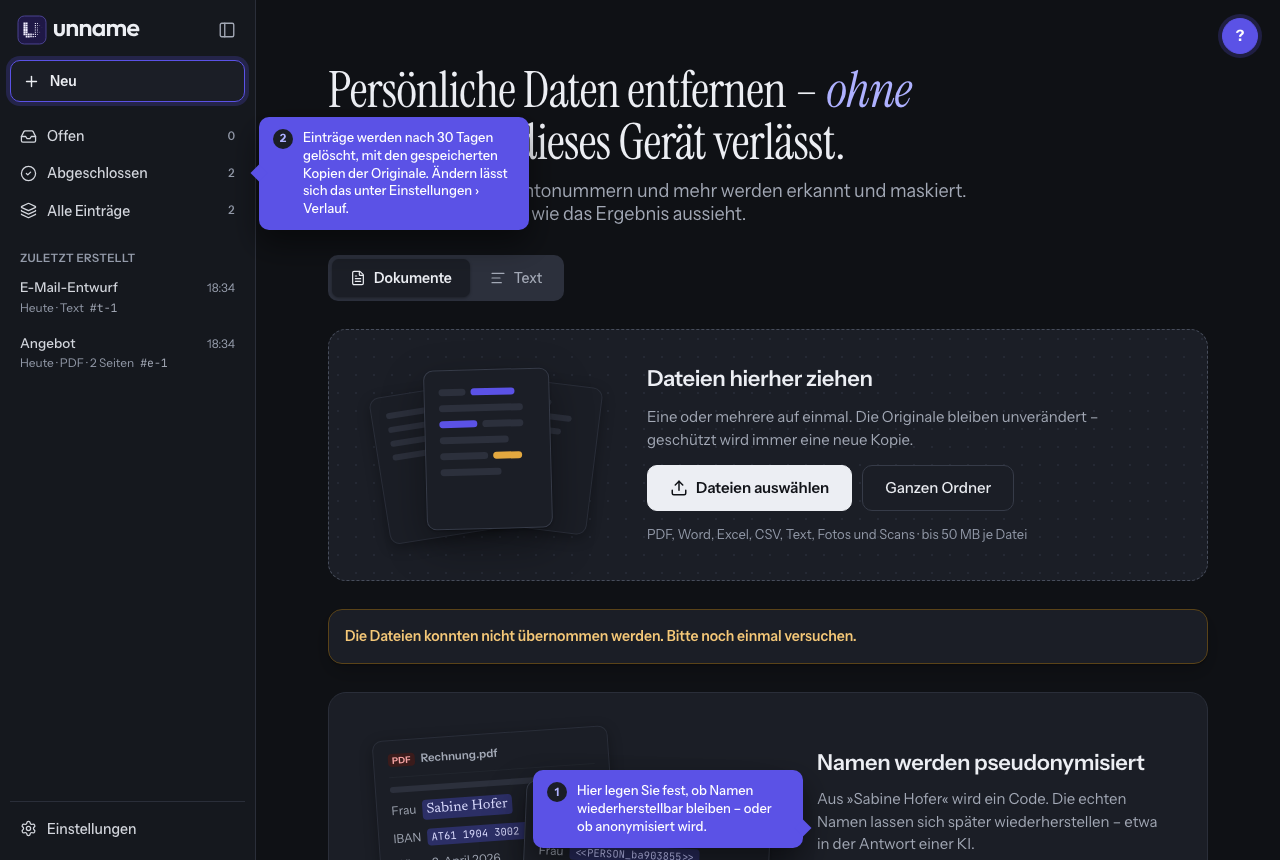 unname
?
Neu
Offen 0
Abgeschlossen 2
Alle Einträge 2
ZULETZT ERSTELLT
E-Mail-Entwurf 18:34
Heute · Text #t-1
Angebot 18:34
Heute · PDF · 2 Seiten #e-1
Einstellungen
Persönliche Daten entfernen – ohne
dieses Gerät verlässt.
ntonummern und mehr werden erkannt und maskiert.
wie das Ergebnis aussieht.
2 Einträge werden nach 30 Tagen
gelöscht, mit den gespeicherten
Kopien der Originale. Ändern lässt
sich das unter Einstellungen ›
Verlauf.
Dokumente Text
Dateien hierher ziehen
Eine oder mehrere auf einmal. Die Originale bleiben unverändert –
geschützt wird immer eine neue Kopie.
Dateien auswählen Ganzen Ordner
PDF, Word, Excel, CSV, Text, Fotos und Scans · bis 50 MB je Datei
Die Dateien konnten nicht übernommen werden. Bitte noch einmal versuchen.
PDF Rechnung.pdf
Frau Sabine Hofer
IBAN AT61 1904 3002
April 2026
1 Hier legen Sie fest, ob Namen
wiederherstellbar bleiben – oder
ob anonymisiert wird.
Frau <<PERSON_ba903855>>
Namen werden pseudonymisiert
Aus »Sabine Hofer« wird ein Code. Die echten
Namen lassen sich später wiederherstellen – etwa
in der Antwort einer KI.